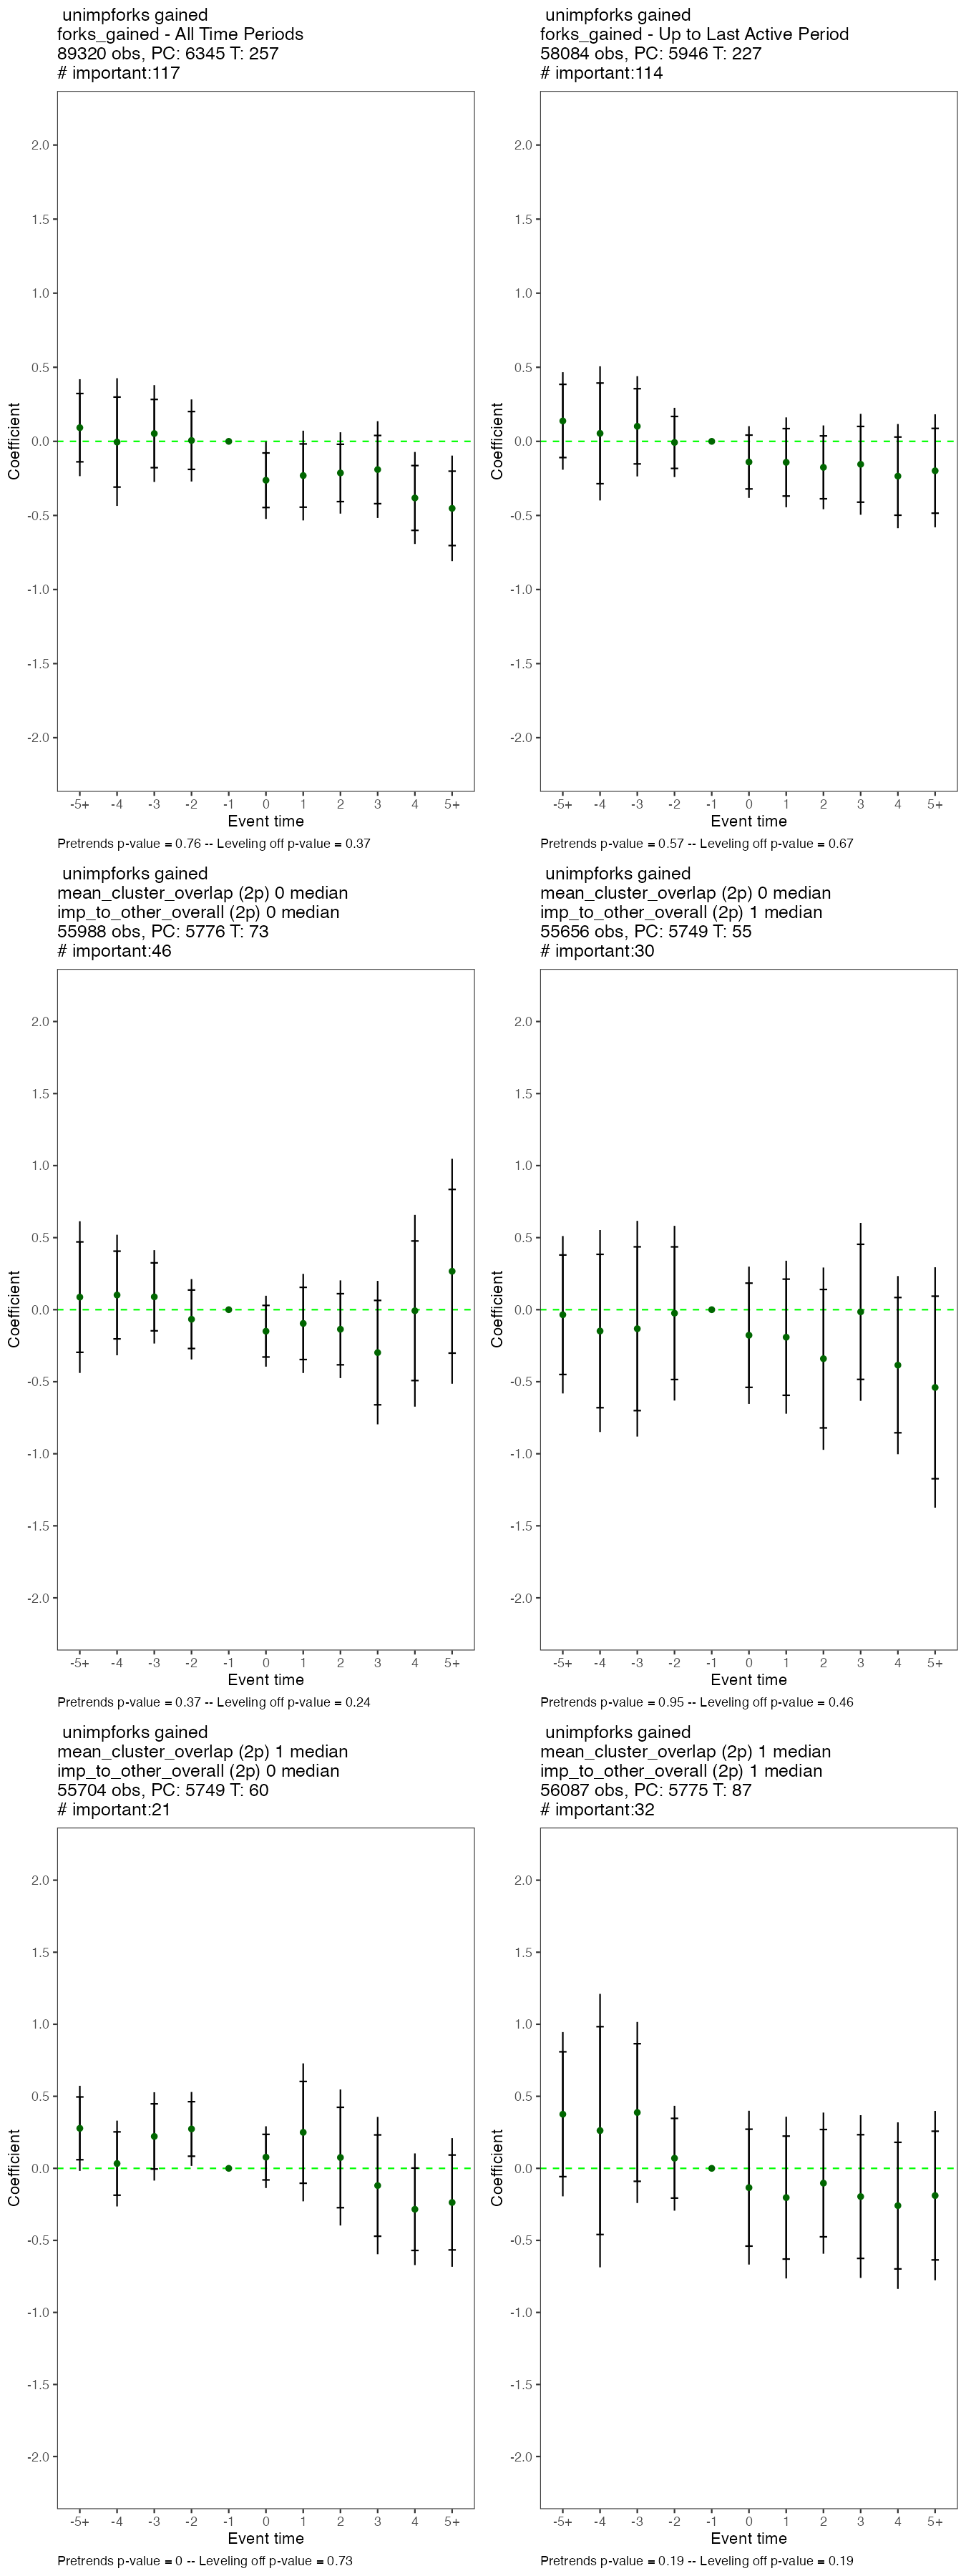 unimpforks gained
forks_gained - All Time Periods
89320 obs, PC: 6345 T: 257
# important:117
Coefficient
2.0
1.5
1.0
0.5
0.0
-0.5
-1.0
-1.5
-2.0
-5+ -4 -3 -2 -1 0 1 2 3 4 5+
Event time
Pretrends p-value = 0.76 -- Leveling off p-value = 0.37
unimpforks gained
forks_gained - Up to Last Active Period
58084 obs, PC: 5946 T: 227
# important:114
Coefficient
2.0
1.5
1.0
0.5
0.0
-0.5
-1.0
-1.5
-2.0
-5+ -4 -3 -2 -1 0 1 2 3 4 5+
Event time
Pretrends p-value = 0.57 -- Leveling off p-value = 0.67
unimpforks gained
mean_cluster_overlap (2p) 0 median
imp_to_other_overall (2p) 0 median
55988 obs, PC: 5776 T: 73
# important:46
Coefficient
2.0
1.5
1.0
0.5
0.0
-0.5
-1.0
-1.5
-2.0
-5+ -4 -3 -2 -1 0 1 2 3 4 5+
Event time
Pretrends p-value = 0.37 -- Leveling off p-value = 0.24
unimpforks gained
mean_cluster_overlap (2p) 0 median
imp_to_other_overall (2p) 1 median
55656 obs, PC: 5749 T: 55
# important:30
Coefficient
2.0
1.5
1.0
0.5
0.0
-0.5
-1.0
-1.5
-2.0
-5+ -4 -3 -2 -1 0 1 2 3 4 5+
Event time
Pretrends p-value = 0.95 -- Leveling off p-value = 0.46
unimpforks gained
mean_cluster_overlap (2p) 1 median
imp_to_other_overall (2p) 0 median
55704 obs, PC: 5749 T: 60
# important:21
Coefficient
2.0
1.5
1.0
0.5
0.0
-0.5
-1.0
-1.5
-2.0
-5+ -4 -3 -2 -1 0 1 2 3 4 5+
Event time
Pretrends p-value = 0 -- Leveling off p-value = 0.73
unimpforks gained
mean_cluster_overlap (2p) 1 median
imp_to_other_overall (2p) 1 median
56087 obs, PC: 5775 T: 87
# important:32
Coefficient
2.0
1.5
1.0
0.5
0.0
-0.5
-1.0
-1.5
-2.0
-5+ -4 -3 -2 -1 0 1 2 3 4 5+
Event time
Pretrends p-value = 0.19 -- Leveling off p-value = 0.19